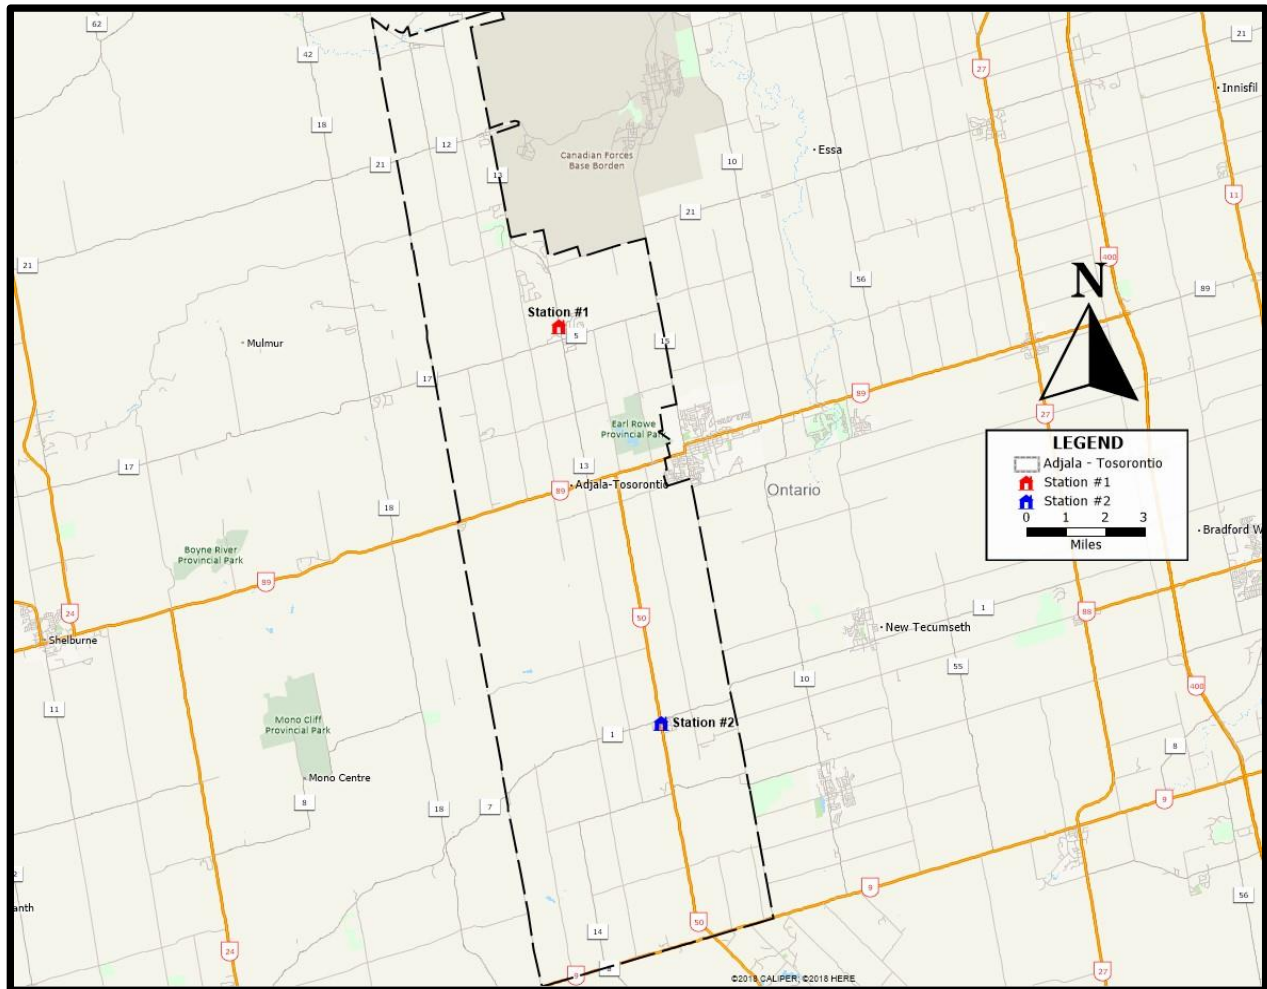 62
21
42
Innisfil
27
18
12
Essa
21
Canadian Forces
Base Borden
10
13
11
21
21
400
56
N
89
Station #1
5
15
Mulmur
17
89
27
Earl Rowe
Provincial Park
LEGEND
Adjala - Tosorontio
Station #1
Station #2
0 1 2 3
Miles
17
13
Adjala-Tosorontio
89
Ontario
18
Bradford W
Boyne River
Provincial Park
89
24
1
88
50
New Tecumseth
Shelburne
55
10
400
11
Mono Cliff
Provincial Park
Station #2
1
8
Mono Centre
8
18
7
9
2
9
56
anth
50
14
24
9
8
27
©2018 CALIPER; ©2018 HERE